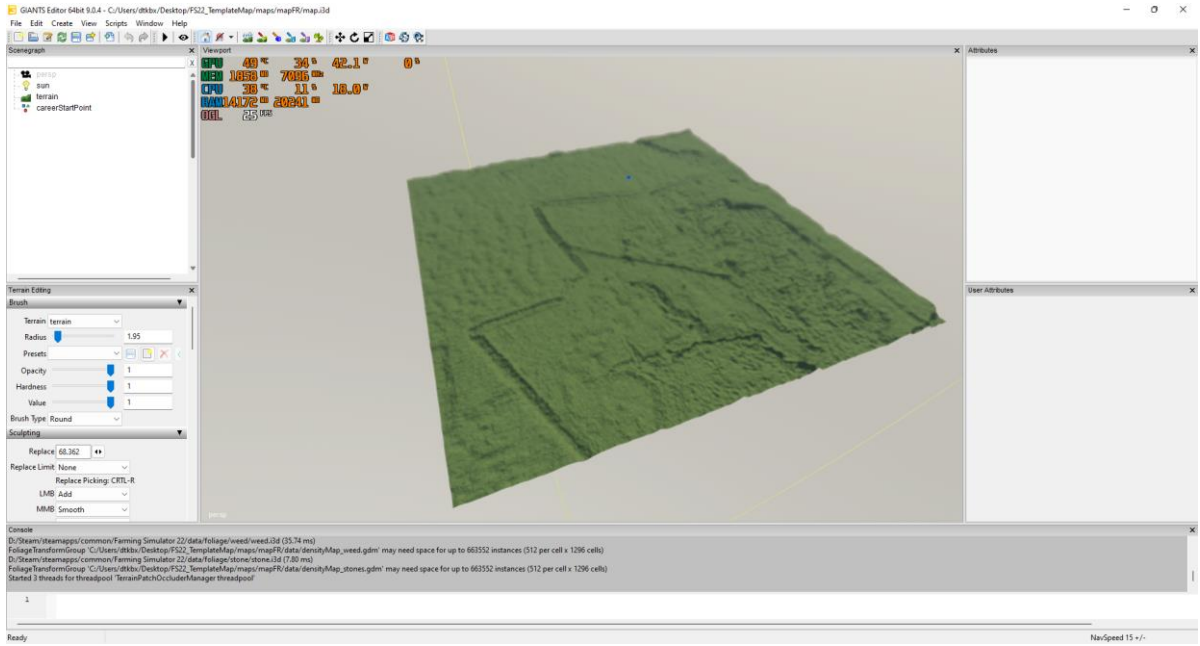 GIANTS Editor 64bit 9.0.4 - C:/Users/dtkbx/Desktop/FS22_TemplateMap/maps/mapFR/map.i3d
File Edit Create View Scripts Window Help
Scenegraph
persp
sun
terrain
careerStartPoint
Viewport
GPU 49 °C 34 % 42.1 W 0 %
MEM 1858 MB 7096 MHz
CPU 38 °C 11 % 18.0 W
RAM 14172 MB 20241 MB
OGL 25 FPS
[persp]
Attributes
User Attributes
Terrain Editing
Brush
Terrain terrain
Radius 1.95
Presets
Opacity 1
Hardness 1
Value 1
Brush Type Round
Sculpting
Replace 68.362
Replace Limit None
Replace Picking: CRTL-R
LMB Add
MMB Smooth
Console
D:/Steam/steamapps/common/Farming Simulator 22/data/foliage/weed/weed.i3d (35.74 ms)
FoliageTransformGroup 'C:/Users/dtkbx/Desktop/FS22_TemplateMap/maps/mapFR/data/densityMap_weed.gdm' may need space for up to 663552 instances (512 per cell x 1296 cells)
D:/Steam/steamapps/common/Farming Simulator 22/data/foliage/stone/stone.i3d (7.80 ms)
FoliageTransformGroup 'C:/Users/dtkbx/Desktop/FS22_TemplateMap/maps/mapFR/data/densityMap_stones.gdm' may need space for up to 663552 instances (512 per cell x 1296 cells)
Started 3 threads for threadpool 'TerrainPatchOccluderManager threadpool'
1
Ready
NavSpeed 15 +/-